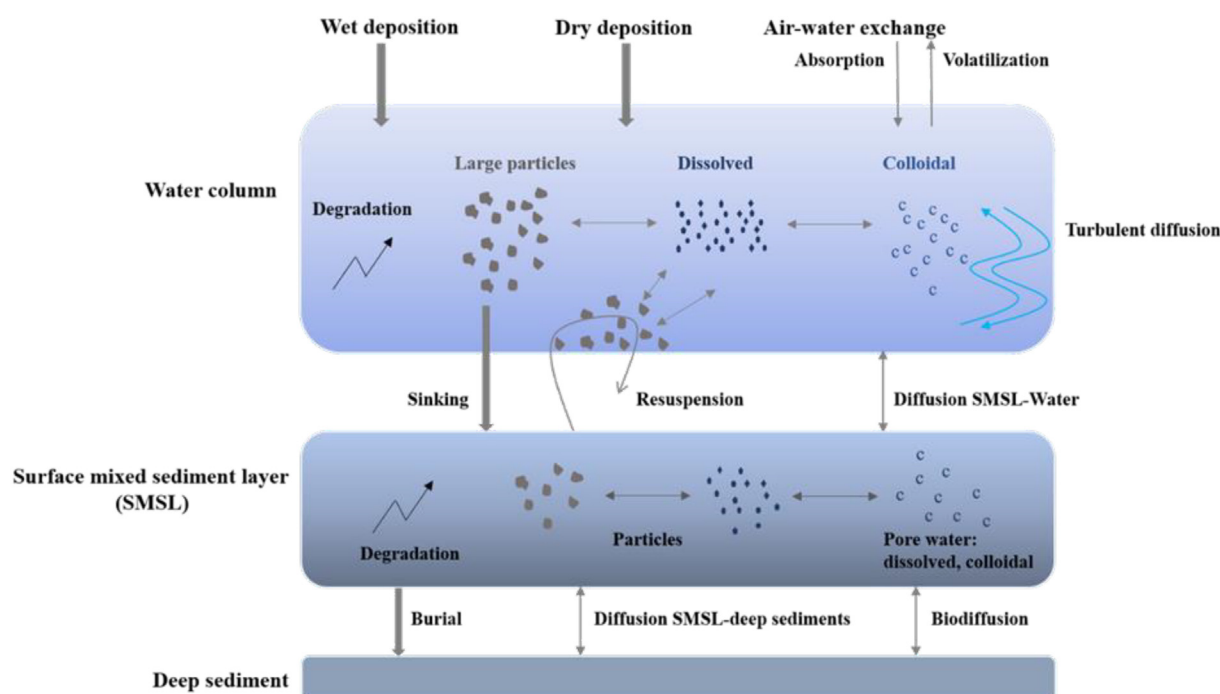 Wet deposition
Dry deposition
Air-water exchange
Absorption
Volatilization
Large particles
Dissolved
Colloidal
Water column
Degradation
Turbulent diffusion
Sinking
Resuspension
Diffusion SMSL-Water
Surface mixed sediment layer
(SMSL)
Degradation
Particles
Pore water:
dissolved, colloidal
Burial
Diffusion SMSL-deep sediments
Biodiffusion
Deep sediment